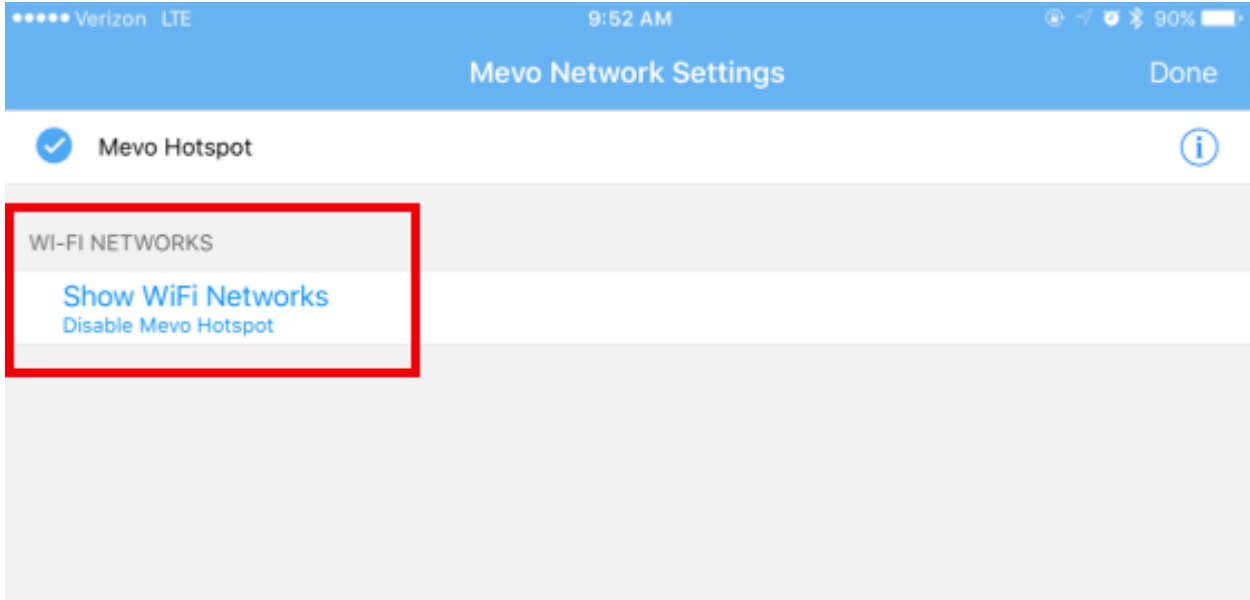 Verizon LTE 9:52 AM 90%
Mevo Network Settings Done
Mevo Hotspot
WI-FI NETWORKS
Show WiFi Networks
Disable Mevo Hotspot